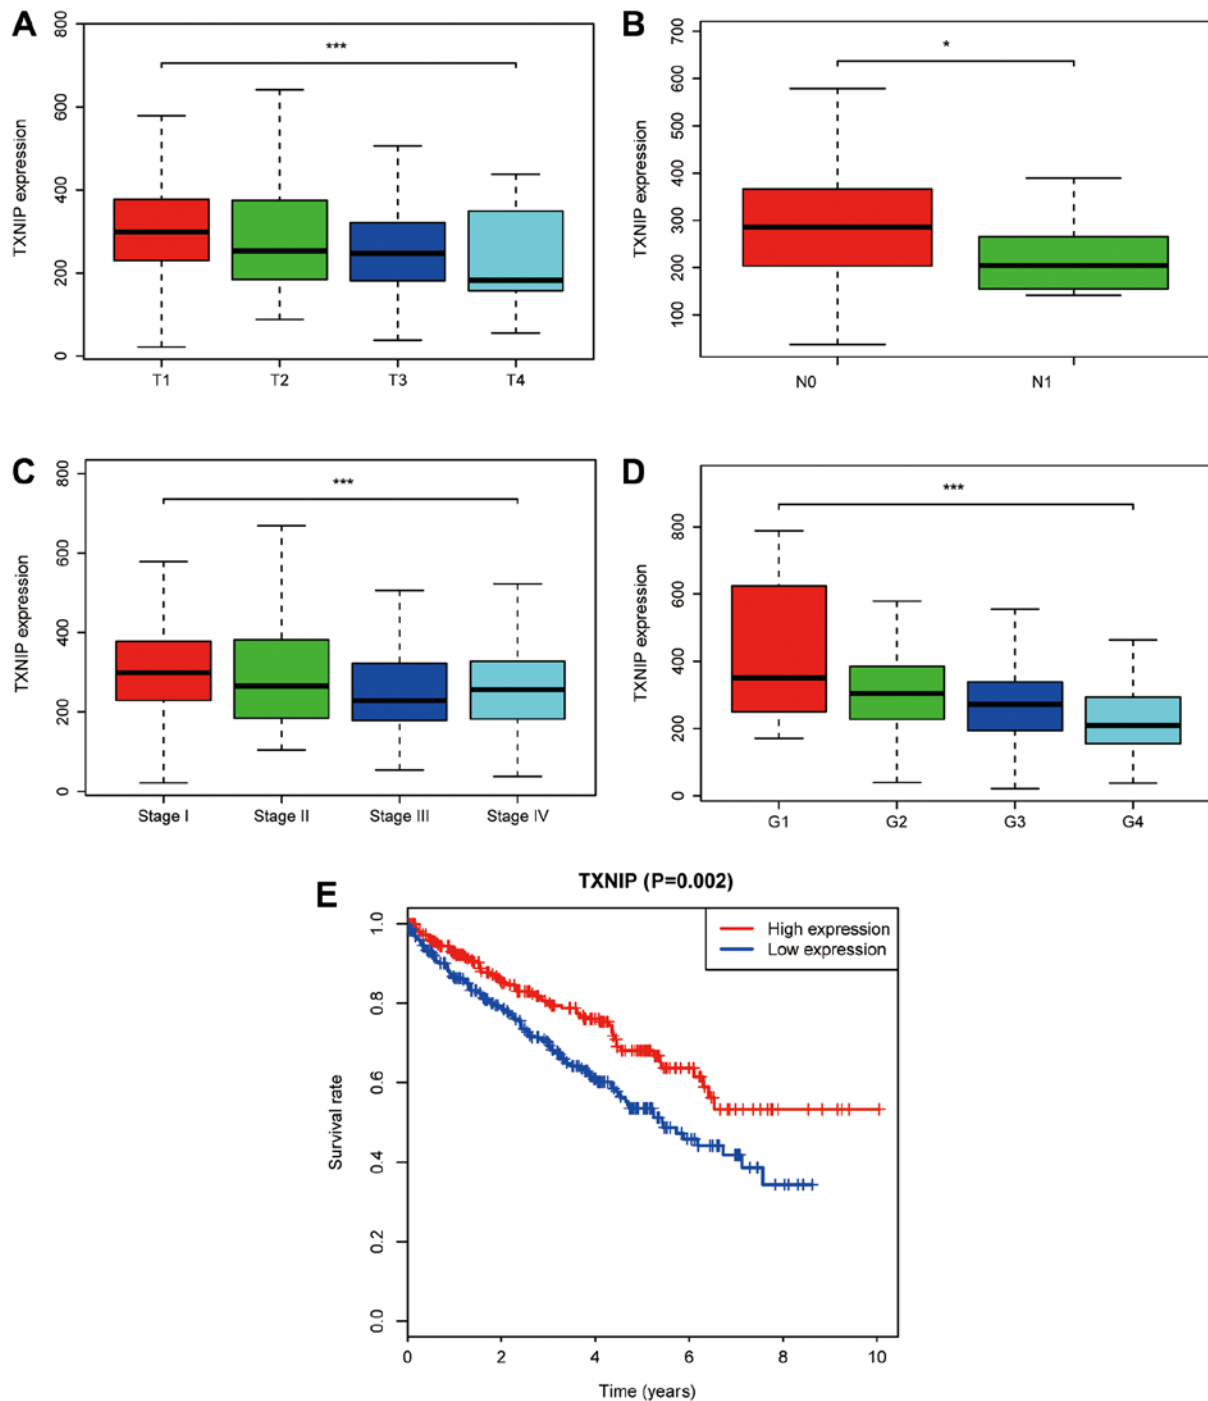 A
800
600
400
200
0
TXNIP expression
***
T1 T2 T3 T4
B
700
600
500
400
300
200
100
TXNIP expression
*
N0 N1
C
800
600
400
200
0
TXNIP expression
***
Stage I Stage II Stage III Stage IV
D
800
600
400
200
0
TXNIP expression
***
G1 G2 G3 G4
E
TXNIP (P=0.002)
High expression
Low expression
1.0
0.8
0.6
0.4
0.2
0.0
Survival rate
0 2 4 6 8 10
Time (years)